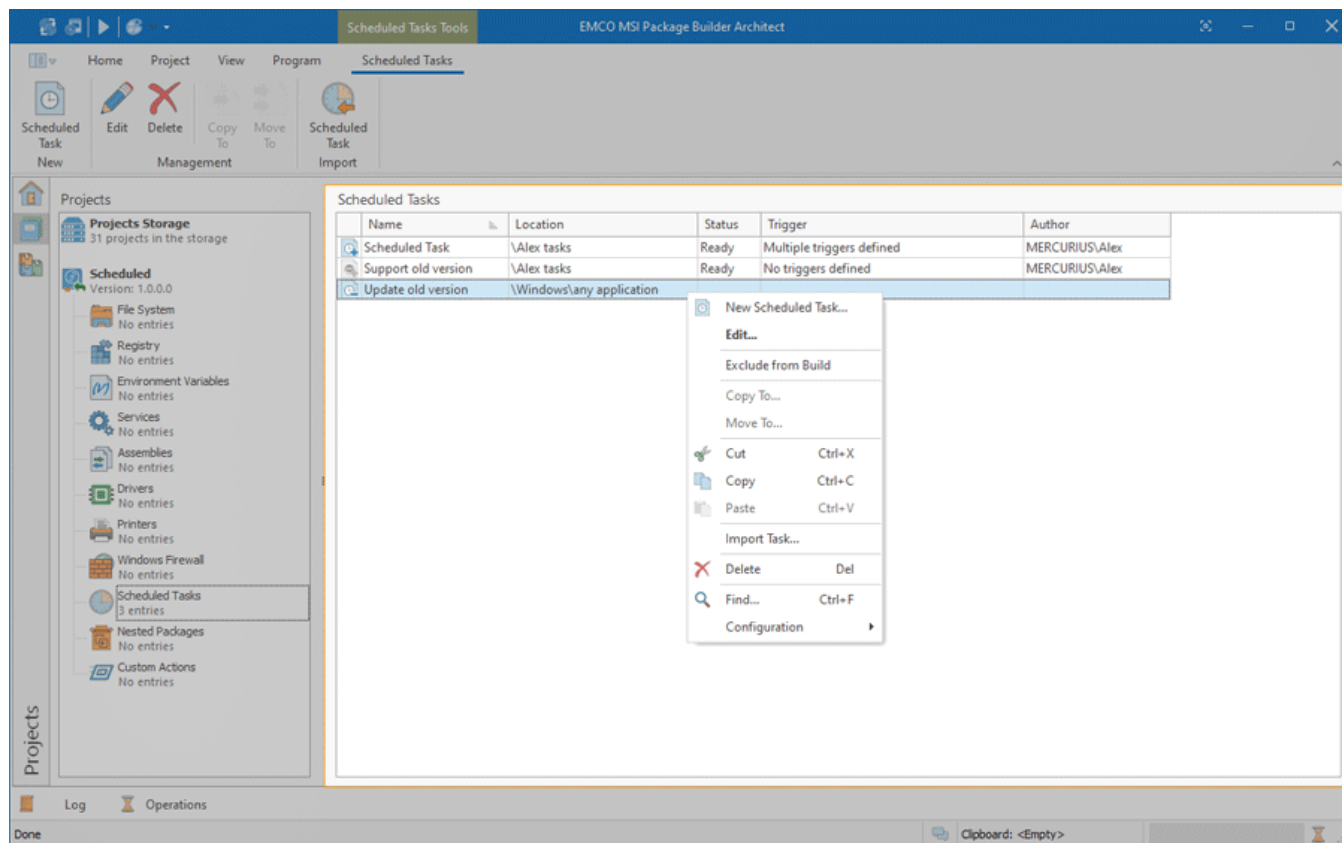 Scheduled Tasks Tools
EMCO MSI Package Builder Architect
Home Project View Program Scheduled Tasks
Scheduled Task
Edit
Delete
Copy To
Move To
Scheduled Task
New Management Import
Projects
Projects Storage
31 projects in the storage
Scheduled
Version: 1.0.0.0
File System
No entries
Registry
No entries
Environment Variables
No entries
Services
No entries
Assemblies
No entries
Drivers
No entries
Printers
No entries
Windows Firewall
No entries
Scheduled Tasks
3 entries
Nested Packages
No entries
Custom Actions
No entries
Projects
Scheduled Tasks
Name Location Status Trigger Author
Scheduled Task \Alex tasks Ready Multiple triggers defined MERCURIUS\Alex
Support old version \Alex tasks Ready No triggers defined MERCURIUS\Alex
Update old version \Windows\any application
New Scheduled Task...
Edit...
Exclude from Build
Copy To...
Move To...
Cut Ctrl+X
Copy Ctrl+C
Paste Ctrl+V
Import Task...
Delete Del
Find... Ctrl+F
Configuration
Log Operations
Done Clipboard: <Empty>